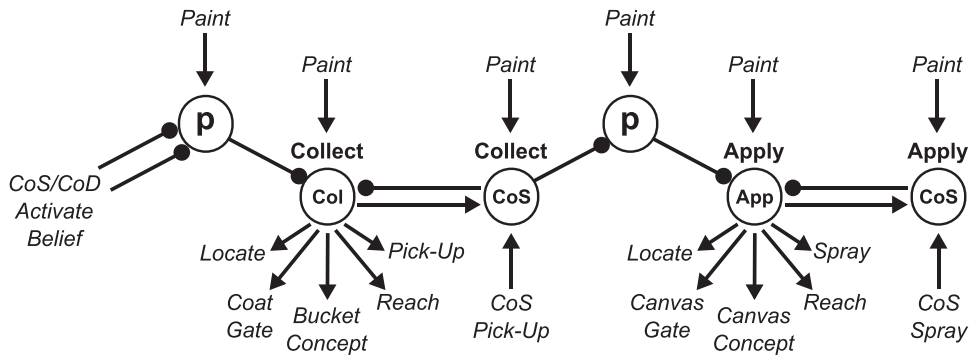 Paint
Paint
Paint
Paint
Paint
Paint
p
p
Collect
Collect
Apply
Apply
CoS/CoD
Activate
Belief
Col
CoS
App
CoS
Locate
Pick-Up
Locate
Spray
Coat
Gate
Bucket
Concept
Reach
CoS
Pick-Up
Canvas
Gate
Canvas
Concept
Reach
CoS
Spray